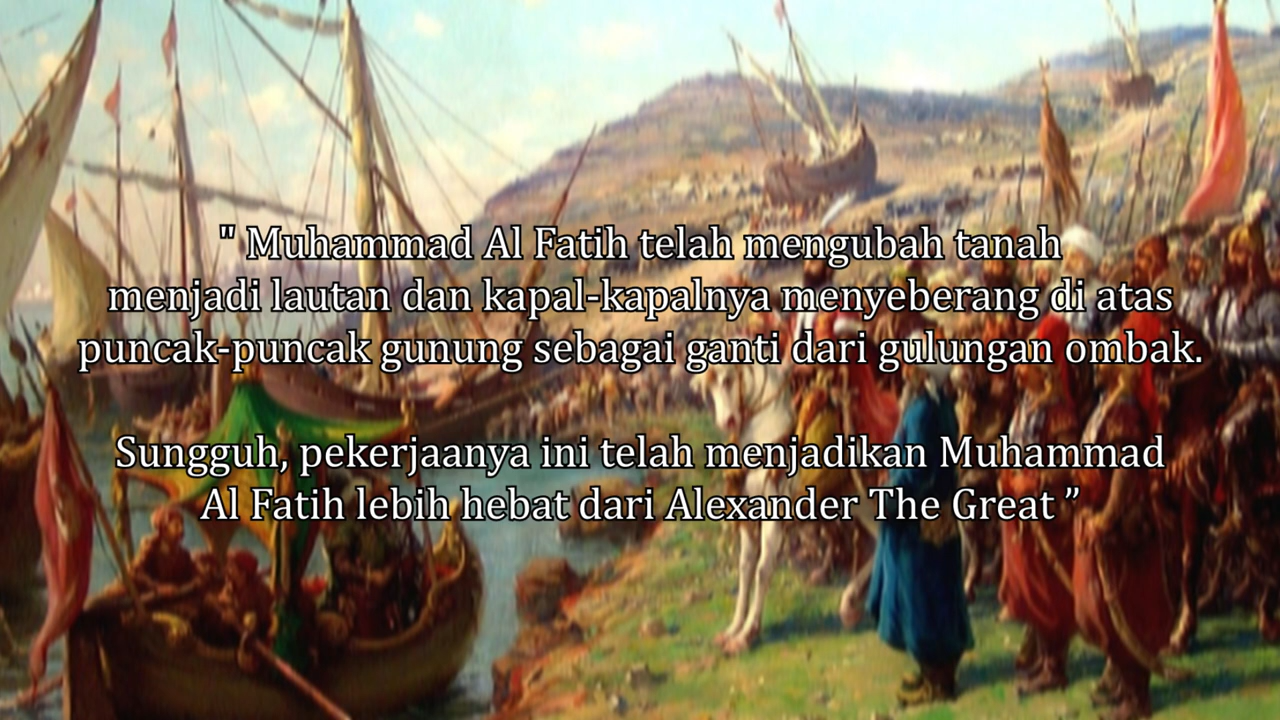 " Muhammad Al Fatih telah mengubah tanah
menjadi lautan dan kapal-kapalnya menyeberang di atas
puncak-puncak gunung sebagai ganti dari gulungan ombak.
Sungguh, pekerjaanya ini telah menjadikan Muhammad
Al Fatih lebih hebat dari Alexander The Great ”